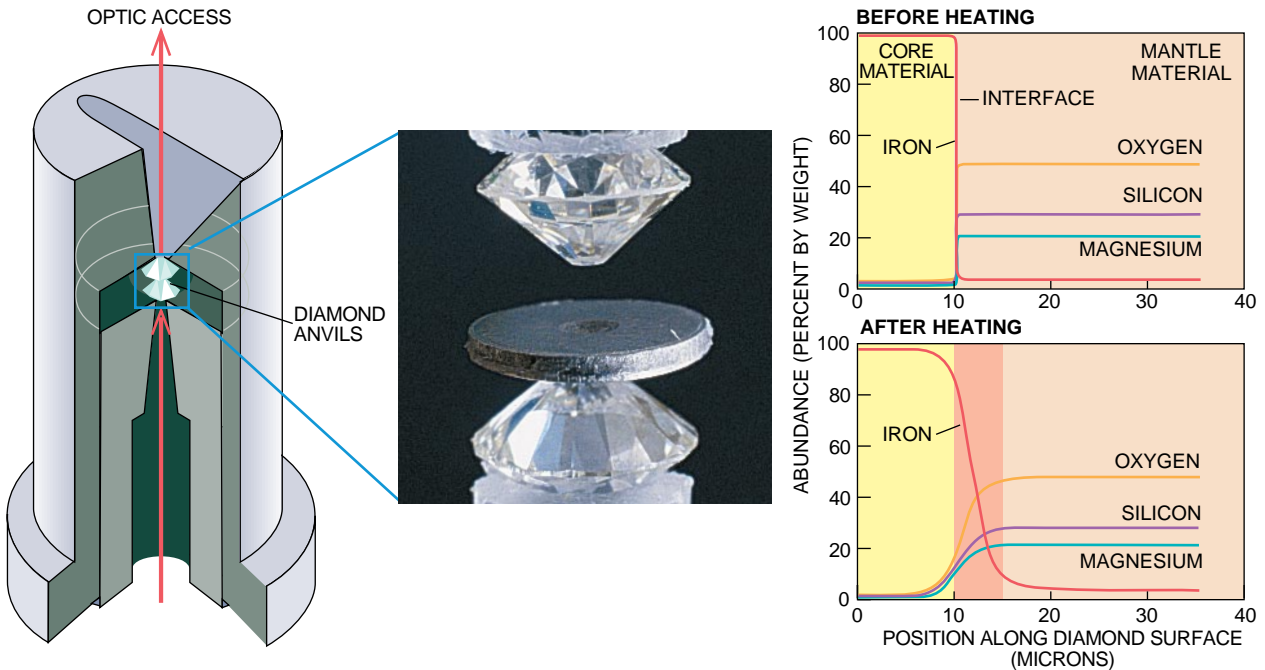 OPTIC ACCESS
DIAMOND
ANVILS
BEFORE HEATING
100
80
60
40
20
0
CORE
MATERIAL
MANTLE
MATERIAL
INTERFACE
IRON
OXYGEN
SILICON
MAGNESIUM
0
10
20
30
40
AFTER HEATING
100
80
60
40
20
0
IRON
OXYGEN
SILICON
MAGNESIUM
0
10
20
30
40
ABUNDANCE (PERCENT BY WEIGHT)
POSITION ALONG DIAMOND SURFACE
(MICRONS)